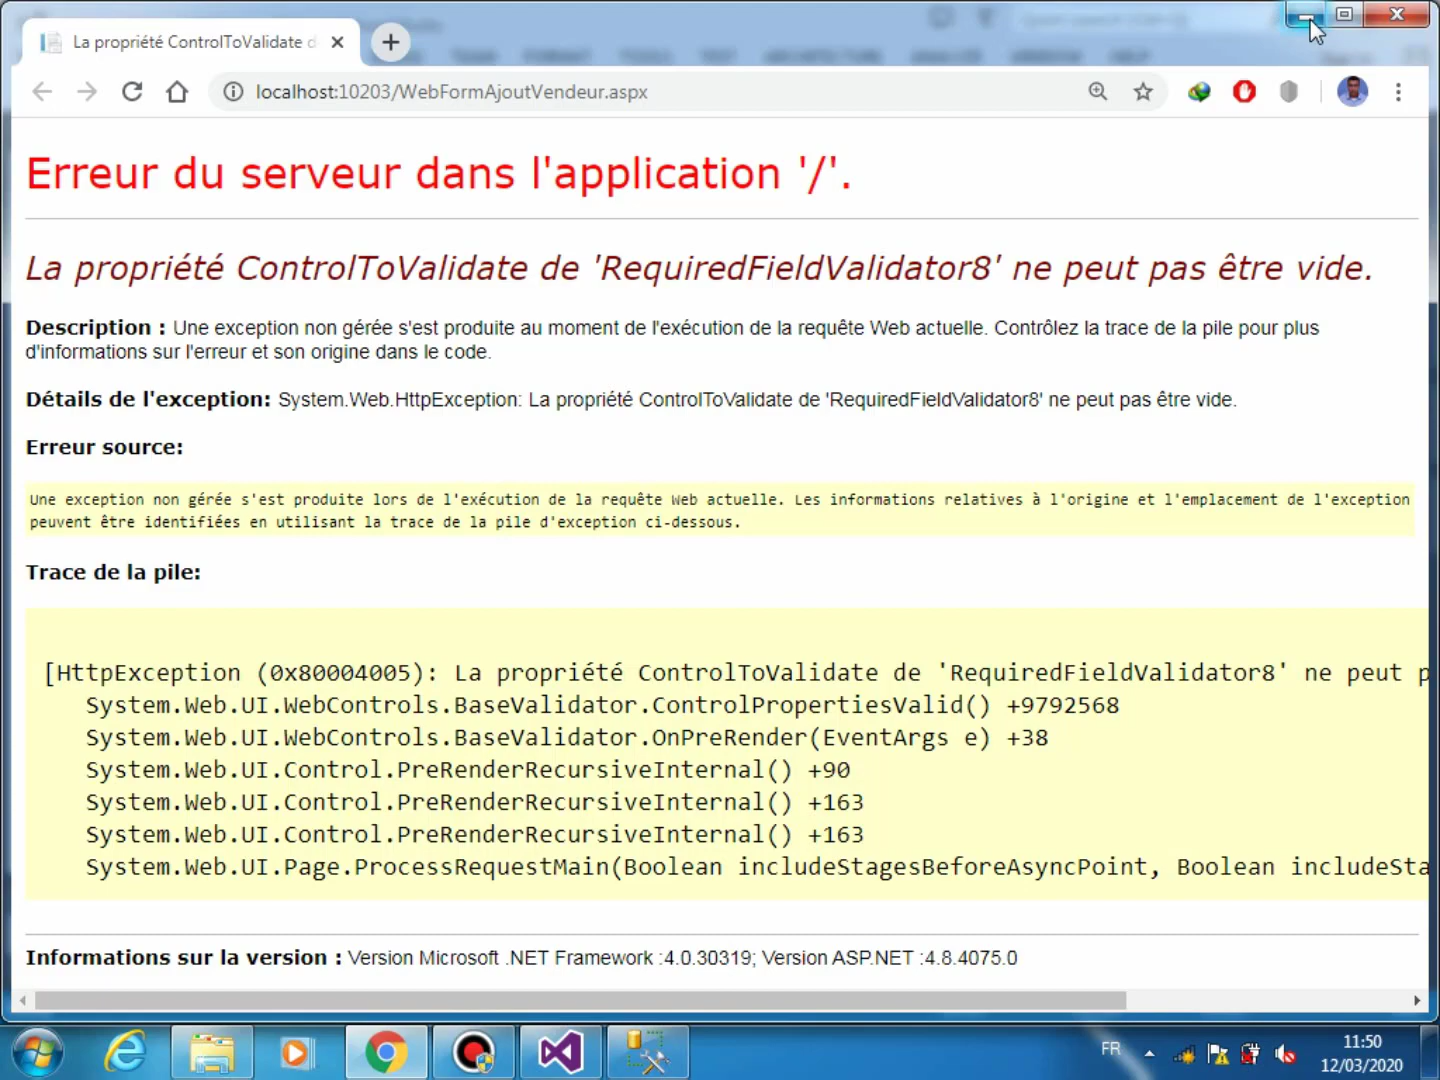 La propriété ControlToValidate d
localhost:10203/WebFormAjoutVendeur.aspx
Erreur du serveur dans l'application '/'.
La propriété ControlToValidate de 'RequiredFieldValidator8' ne peut pas être vide.
Description : Une exception non gérée s'est produite au moment de l'exécution de la requête Web actuelle. Contrôlez la trace de la pile pour plus
d'informations sur l'erreur et son origine dans le code.
Détails de l'exception: System.Web.HttpException: La propriété ControlToValidate de 'RequiredFieldValidator8' ne peut pas être vide.
Erreur source:
Une exception non gérée s'est produite lors de l'exécution de la requête Web actuelle. Les informations relatives à l'origine et l'emplacement de l'exception
peuvent être identifiées en utilisant la trace de la pile d'exception ci-dessous.
Trace de la pile:
[HttpException (0x80004005): La propriété ControlToValidate de 'RequiredFieldValidator8' ne peut p
System.Web.UI.WebControls.BaseValidator.ControlPropertiesValid() +9792568
System.Web.UI.WebControls.BaseValidator.OnPreRender(EventArgs e) +38
System.Web.UI.Control.PreRenderRecursiveInternal() +90
System.Web.UI.Control.PreRenderRecursiveInternal() +163
System.Web.UI.Control.PreRenderRecursiveInternal() +163
System.Web.UI.Page.ProcessRequestMain(Boolean includeStagesBeforeAsyncPoint, Boolean includeSta
Informations sur la version : Version Microsoft .NET Framework :4.0.30319; Version ASP.NET :4.8.4075.0
FR
11:50
12/03/2020